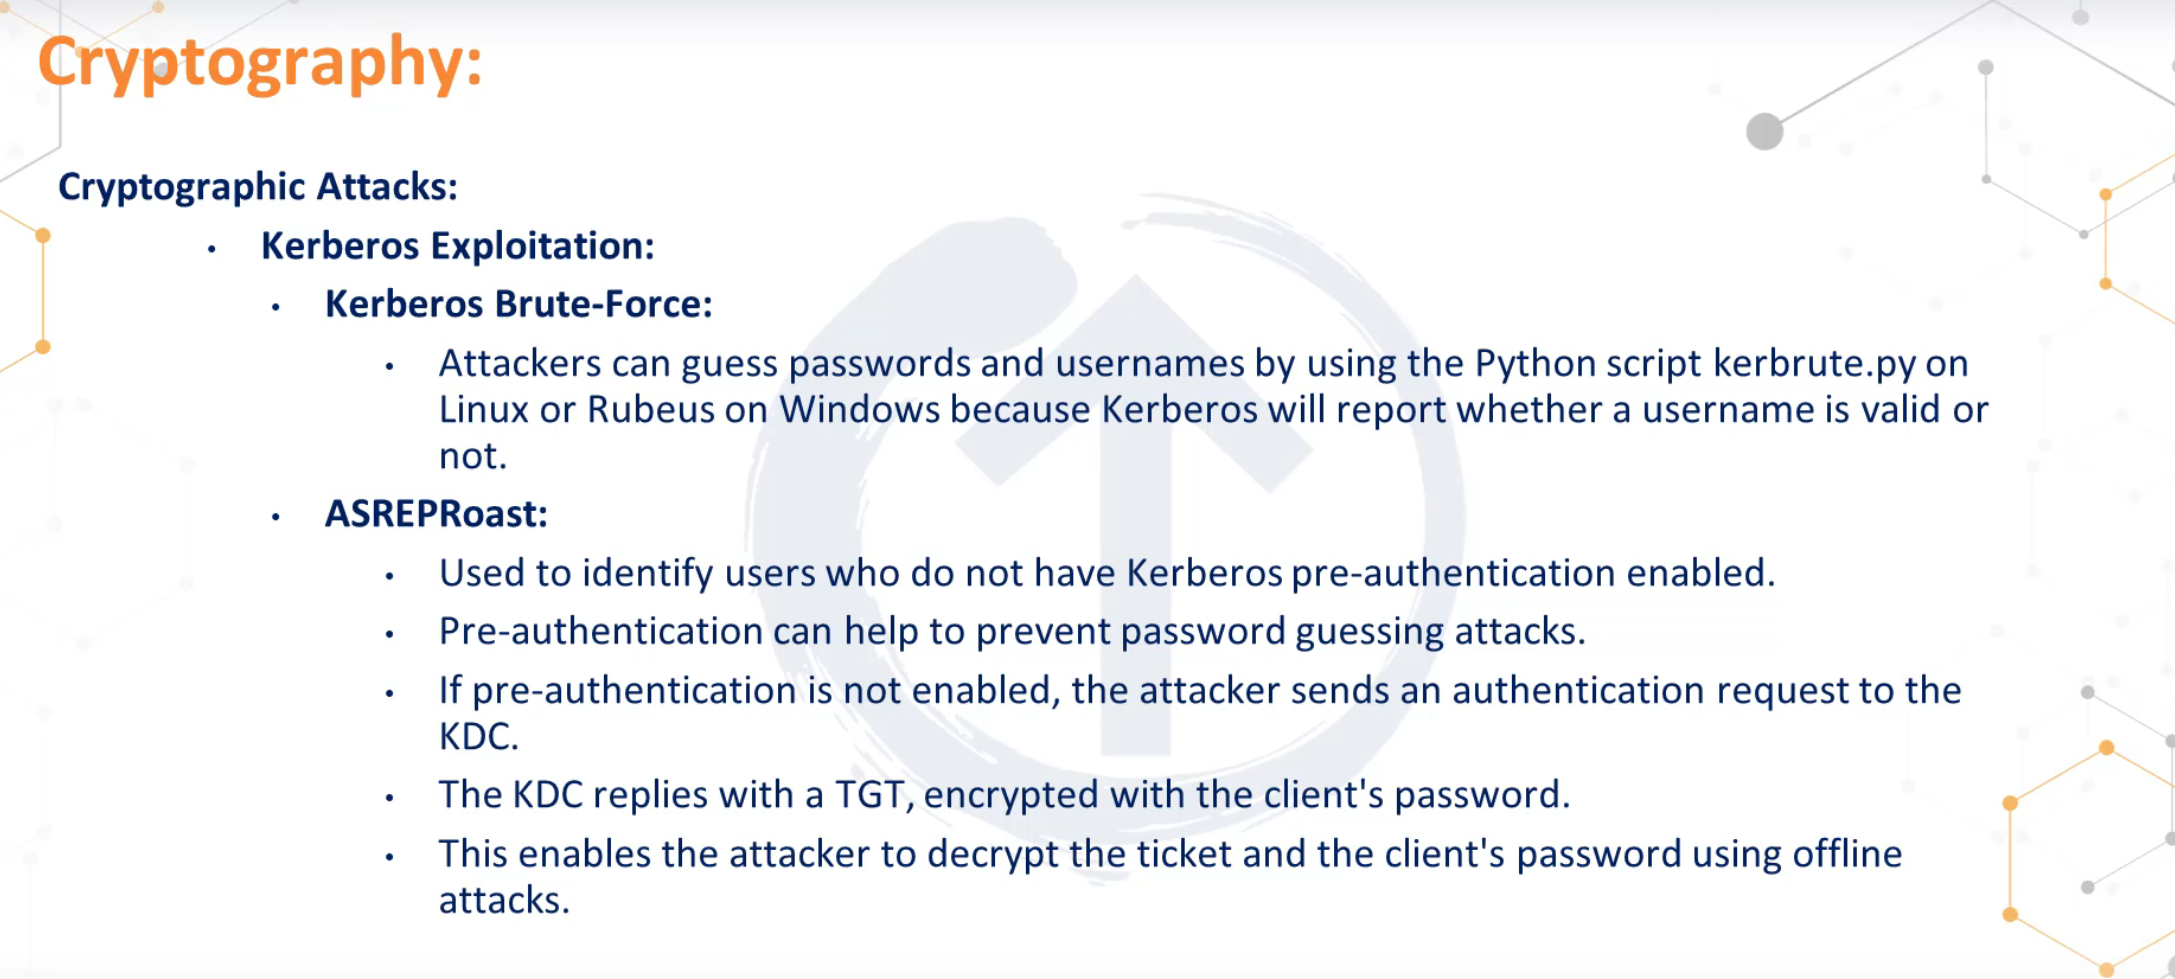 Cryptography:
Cryptographic Attacks:
• Kerberos Exploitation:
• Kerberos Brute-Force:
• Attackers can guess passwords and usernames by using the Python script kerbrute.py on
Linux or Rubeus on Windows because Kerberos will report whether a username is valid or
not.
• ASREPRoast:
• Used to identify users who do not have Kerberos pre-authentication enabled.
• Pre-authentication can help to prevent password guessing attacks.
• If pre-authentication is not enabled, the attacker sends an authentication request to the
KDC.
• The KDC replies with a TGT, encrypted with the client's password.
• This enables the attacker to decrypt the ticket and the client's password using offline
attacks.